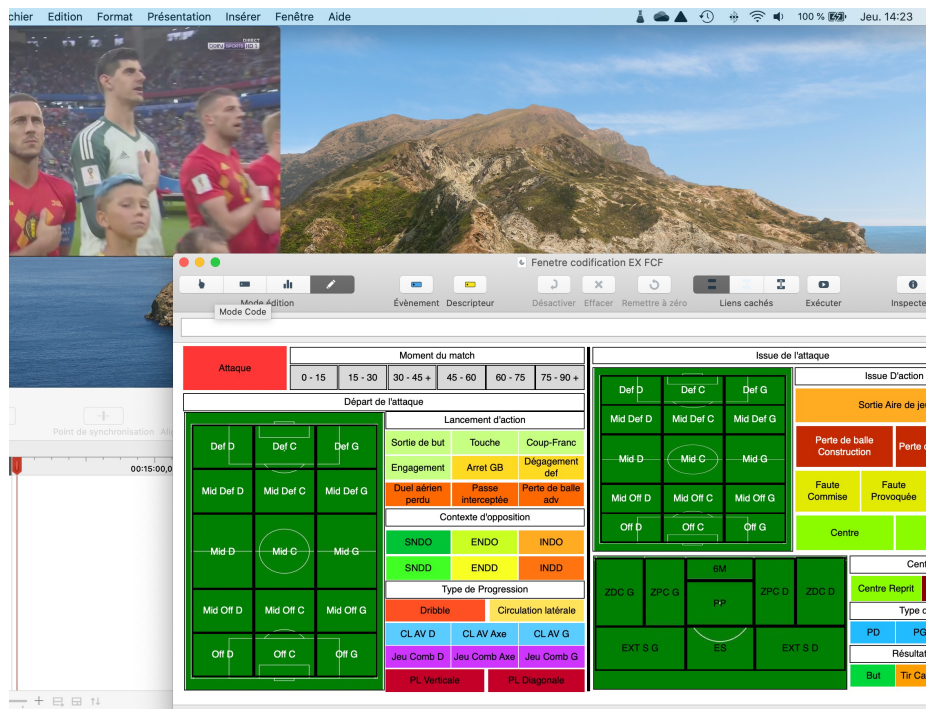 chier Edition Format Présentation Insérer Fenêtre Aide 100 % Jeu. 14:23
DIRECT
beIN SPORTS HD 1
Fenetre codification EX FCF
Mode édition Évènement Descripteur Désactiver Effacer Remettre à zéro Liens cachés Exécuter Inspecte
Mode Code
Point de synchronisation Ali
00:15:00,0
Attaque
Moment du match
0 - 15 15 - 30 30 - 45 + 45 - 60 60 - 75 75 - 90 +
Départ de l'attaque
Def D Def C Def G
Mid Def D Mid Def C Mid Def G
Mid D Mid C Mid G
Mid Off D Mid Off C Mid Off G
Off D Off C Off G
Lancement d'action
Sortie de but Touche Coup-Franc
Engagement Arret GB Dégagement def
Duel aérien perdu Passe interceptée Perte de balle adv
Contexte d'opposition
SNDO ENDO INDO
SNDD ENDD INDD
Type de Progression
Dribble Circulation latérale
CL AV D CL AV Axe CL AV G
Jeu Comb D Jeu Comb Axe Jeu Comb G
PL Verticale PL Diagonale
Issue de l'attaque
Def D Def C Def G
Mid Def D Mid Def C Mid Def G
Mid D Mid C Mid G
Mid Off D Mid Off C Mid Off G
Off D Off C Off G
Issue D'action
Sortie Aire de je
Perte de balle Construction Perte
Faute Commise Faute Provoquée
Centre
ZDC G ZPC G 6M ZPC D ZDC D
PP
EXT S G ES EXT S D
Cent
Centre Reprit
Type
PD PG
Résultat
But Tir Ca